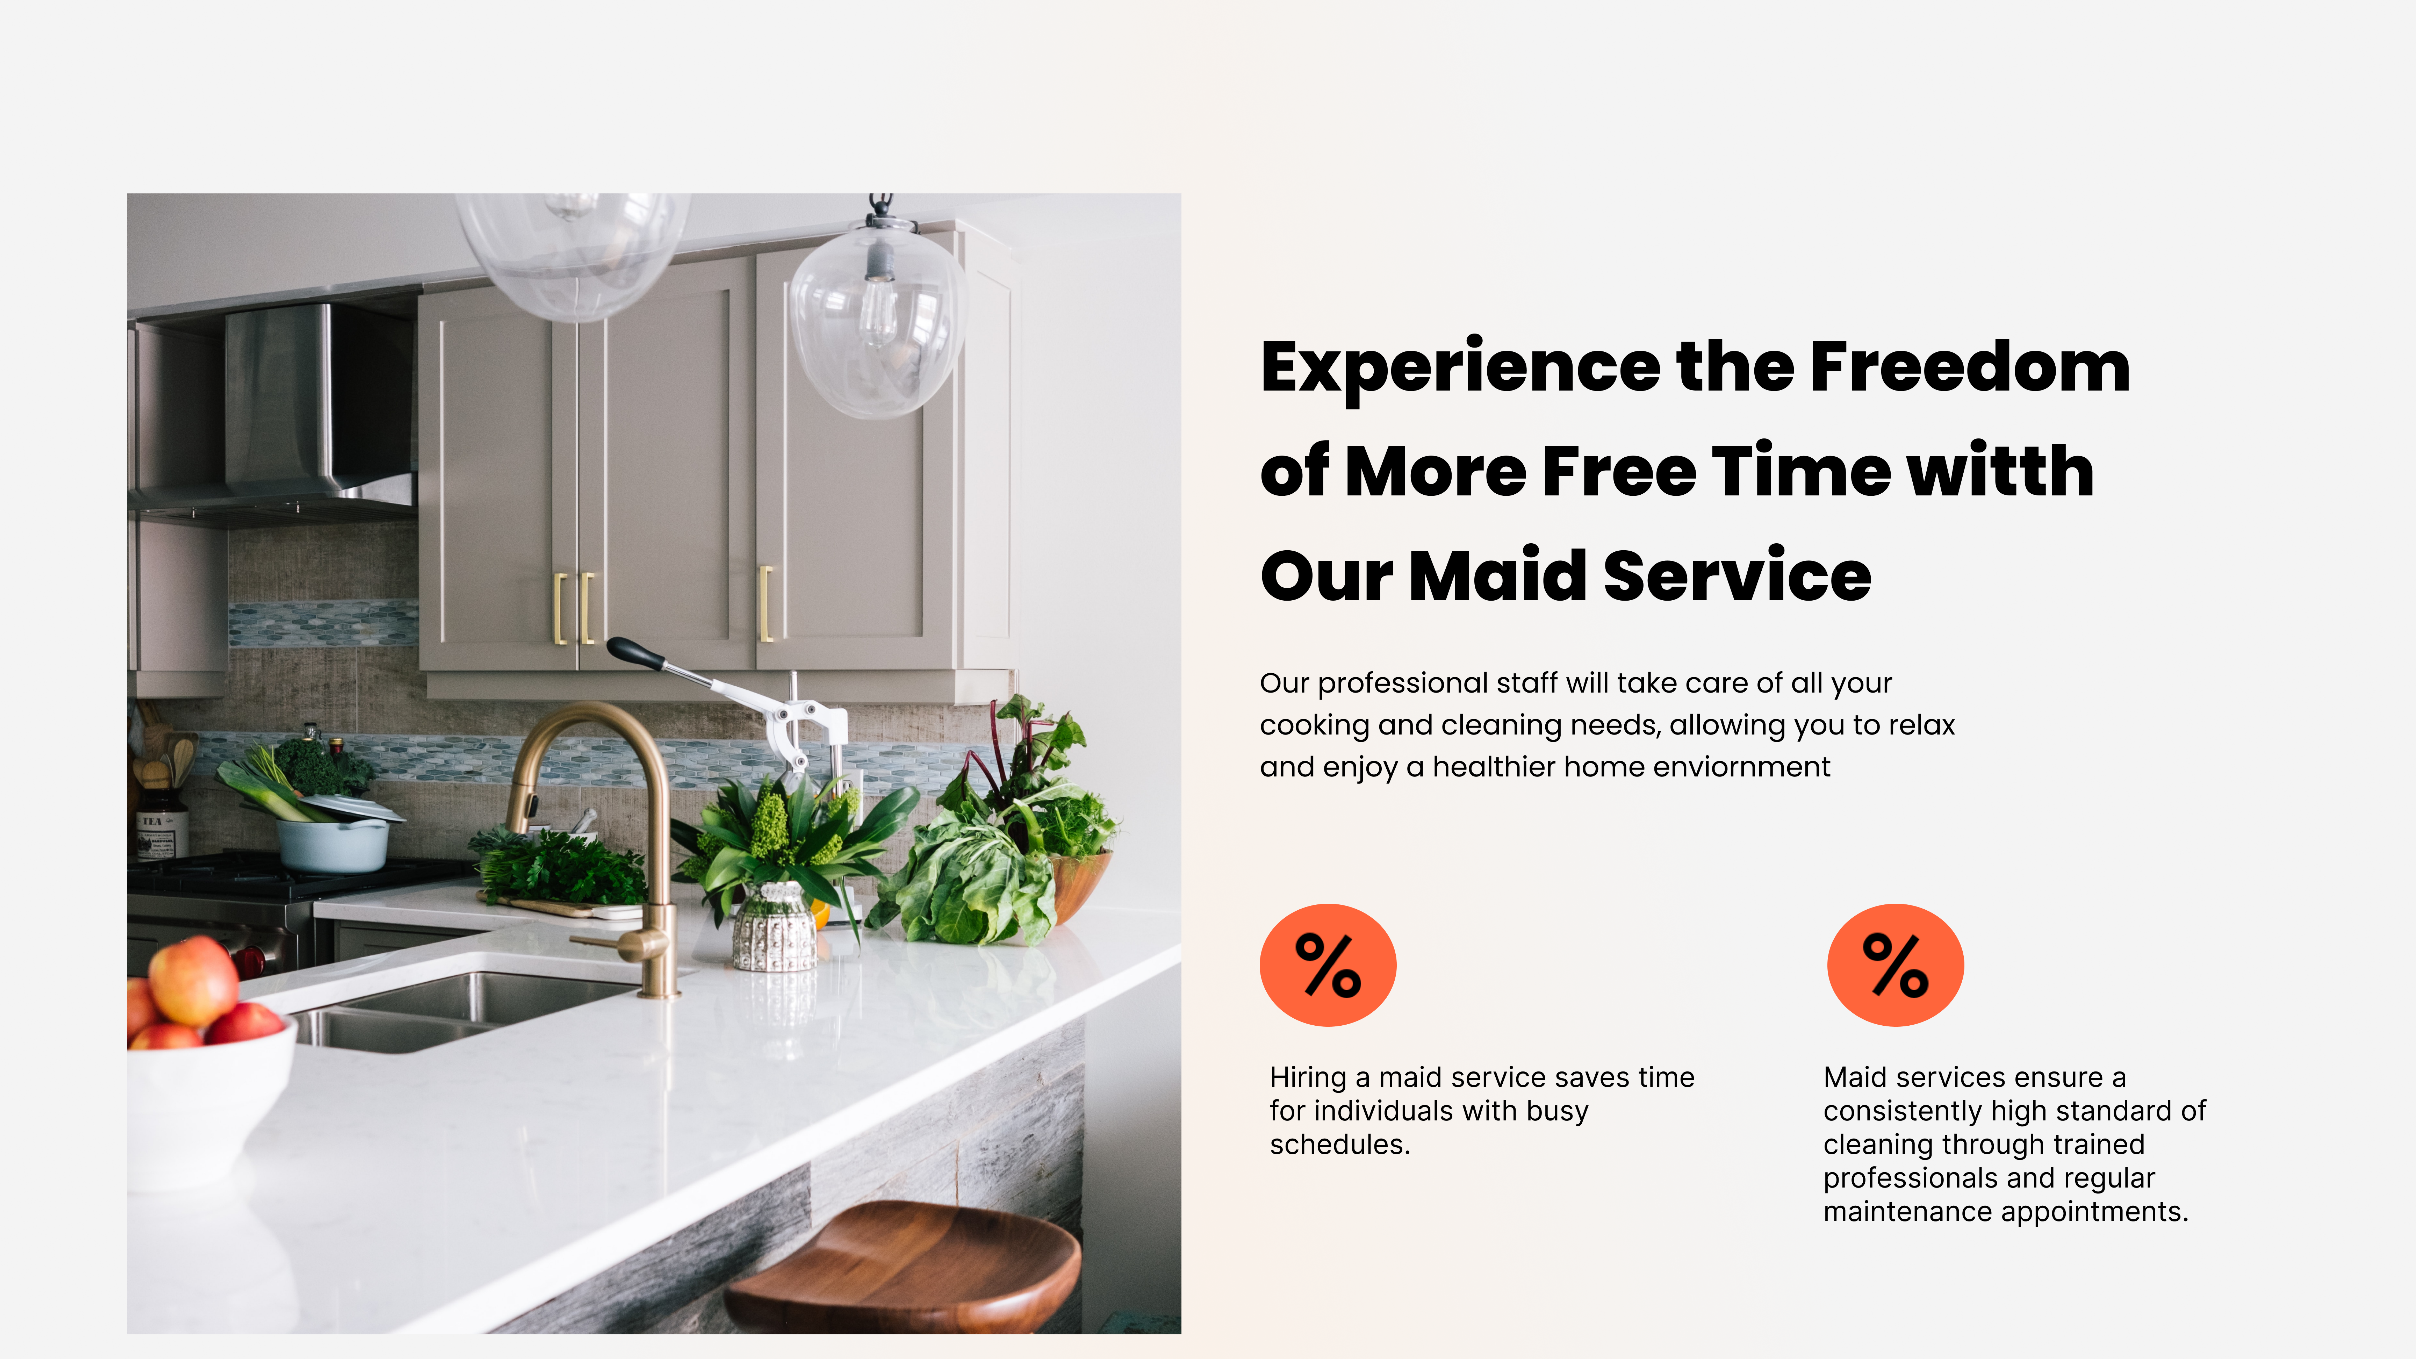 Experience the Freedom
of More Free Time witth
Our Maid Service
Our professional staff will take care of all your
cooking and cleaning needs, allowing you to relax
and enjoy a healthier home enviornment
%
%
Hiring a maid service saves time
for individuals with busy
schedules.
Maid services ensure a
consistently high standard of
cleaning through trained
professionals and regular
maintenance appointments.
TEA